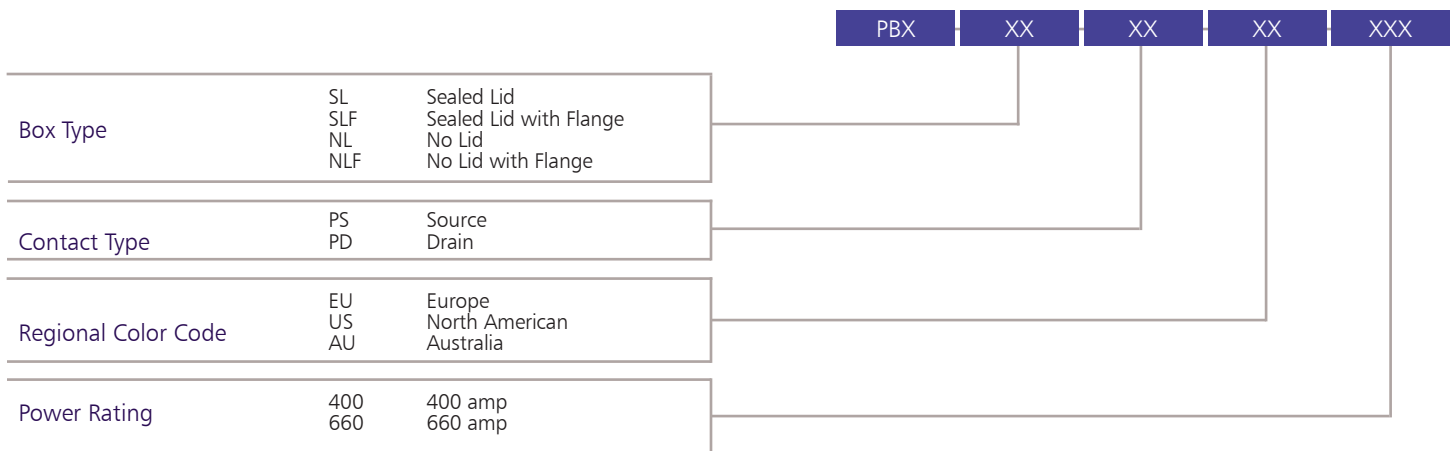 PBX XX XX XX XXX
Box Type
SL Sealed Lid
SLF Sealed Lid with Flange
NL No Lid
NLF No Lid with Flange
Contact Type
PS Source
PD Drain
Regional Color Code
EU Europe
US North American
AU Australia
Power Rating
400 400 amp
660 660 amp